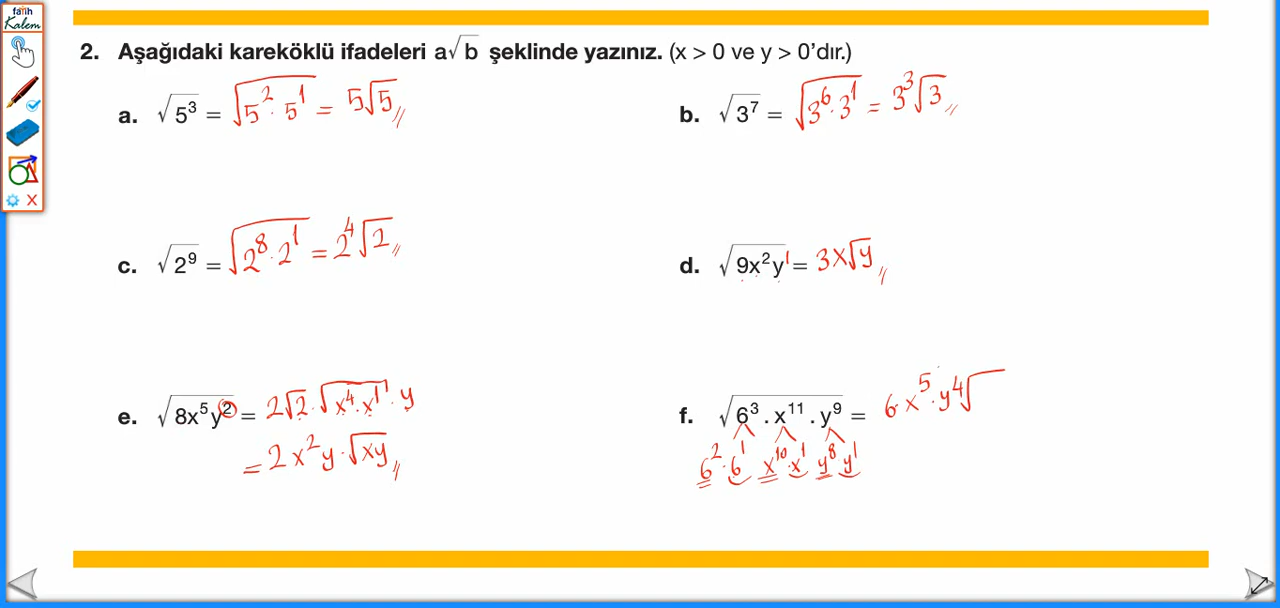 fatih
Kalem
2. Aşağıdaki kareköklü ifadeleri a√b şeklinde yazınız. (x > 0 ve y > 0'dır.)
a. √5³ = √5² · 5¹ = 5√5 //
b. √3⁷ = √3⁶ · 3¹ = 3³√3 //
c. √2⁹ = √2⁸ · 2¹ = 2⁴√2 //
d. √9x²y¹ = 3x√y //
e. √8x⁵y² = 2√2 · √x⁴ · x¹ · y
= 2x²y · √xy //
f. √6³ . x¹¹ . y⁹ = 6 · x⁵ · y⁴√
6² · 6¹ x¹⁰ · x¹ y⁸ y¹